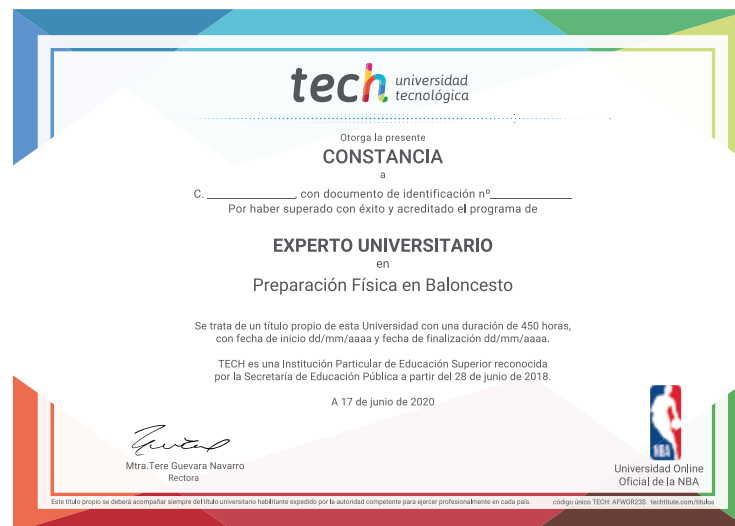 tech universidad
tecnológica
Otorga la presente
CONSTANCIA
a
C. ________________, con documento de identificación nº______________
Por haber superado con éxito y acreditado el programa de
EXPERTO UNIVERSITARIO
en
Preparación Física en Baloncesto
Se trata de un título propio de esta Universidad con una duración de 450 horas,
con fecha de inicio dd/mm/aaaa y fecha de finalización dd/mm/aaaa.
TECH es una Institución Particular de Educación Superior reconocida
por la Secretaría de Educación Pública a partir del 28 de junio de 2018.
A 17 de junio de 2020
Mtra.Tere Guevara Navarro
Rectora
NBA
Universidad Online
Oficial de la NBA
Este título propio se deberá acompañar siempre del título universitario habilitante expedido por la autoridad competente para ejercer profesionalmente en cada país. código único TECH: AFWOR23S techtitute.com/titulos